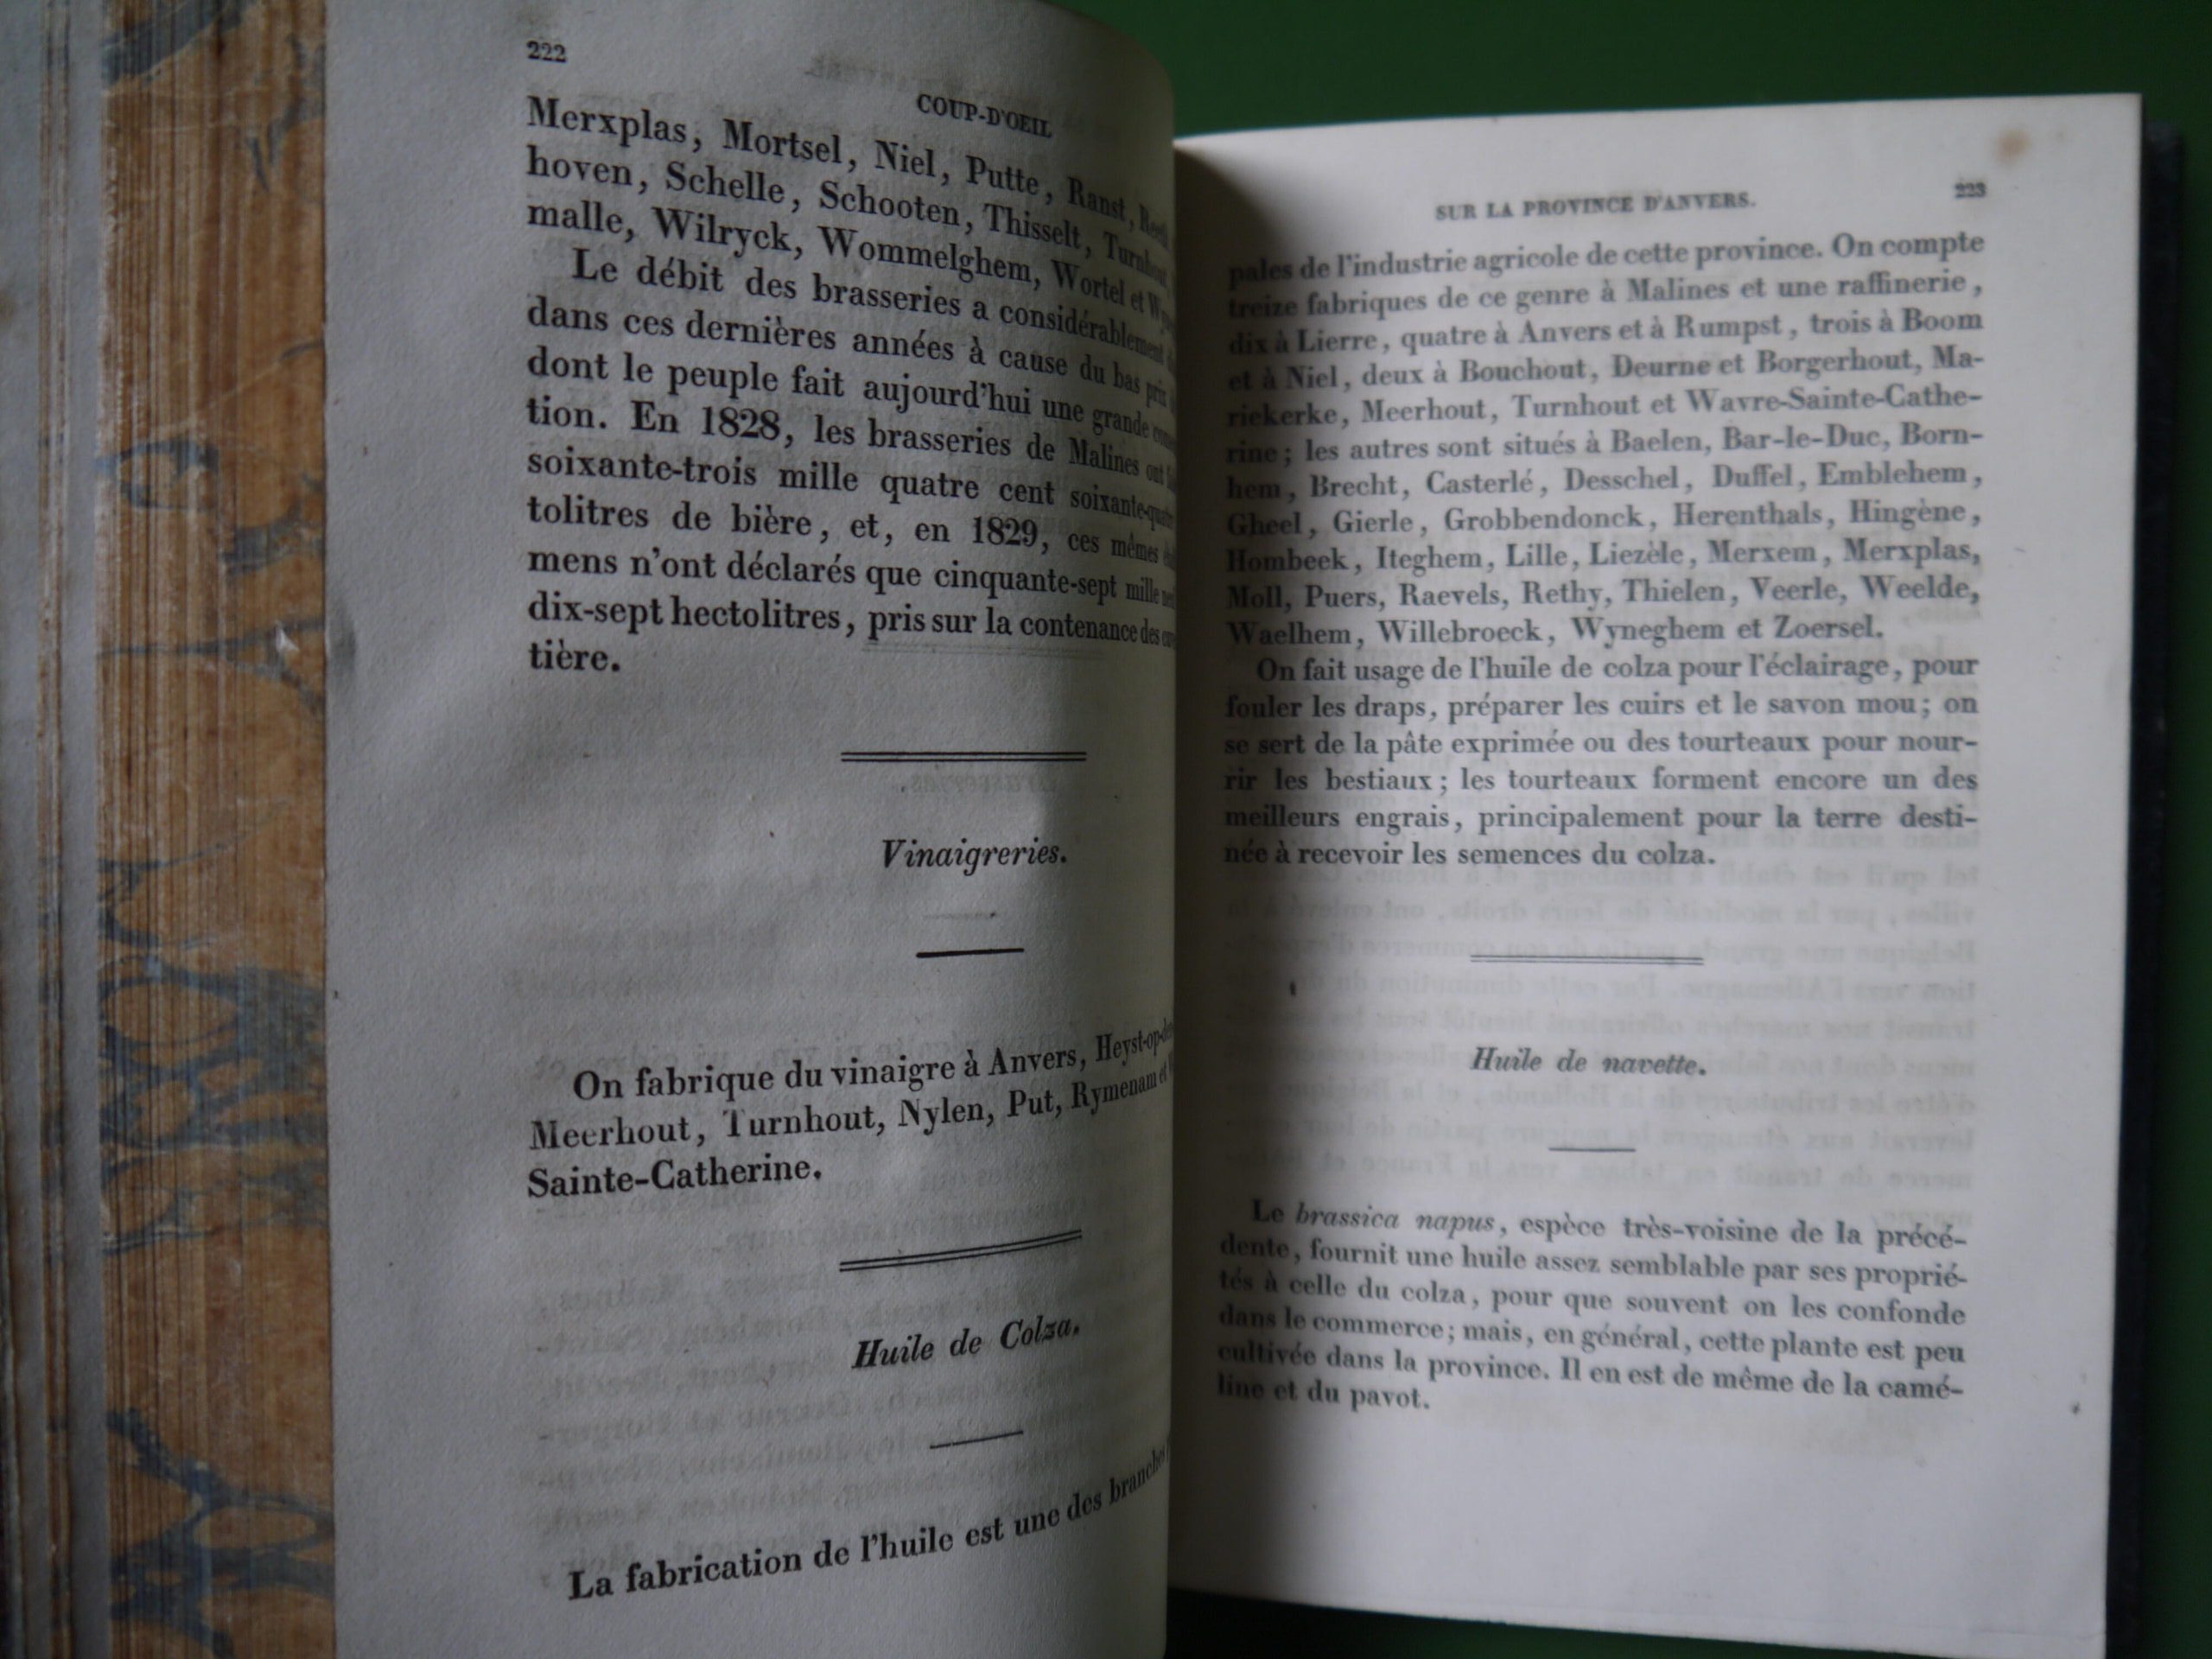 222
COUP-D'OEIL
Merxplas, Mortsel, Niel, Putte, Ranst,
hoven, Schelle, Schooten, Thisselt,
malle, Wilryck, Wommelghem, Wortel et
Le débit des brasseries a considérablement
dans ces dernières années à cause du bas prix
dont le peuple fait aujourd'hui une grande
tion. En 1828, les brasseries de Malines ont
soixante-trois mille quatre cent
tolitres de bière, et, en 1829, ces mêmes
mens n'ont déclarés que cinquante-sept mille
dix-sept hectolitres, pris sur la contenance des
tière.
Vinaigreries.
On fabrique du vinaigre à Anvers,
Meerhout, Turnhout, Nylen, Put, Rymenam et
Sainte-Catherine.
Huile de Colza.
La fabrication de l'huile est une des
SUR LA PROVINCE D'ANVERS.
223
pales de l'industrie agricole de cette province. On compte
treize fabriques de ce genre à Malines et une raffinerie,
dix à Lierre, quatre à Anvers et à Rumpst, trois à Boom
et à Niel, deux à Bouchout, Deurne et Borgerhout, Ma-
riekerke, Meerhout, Turnhout et Wavre-Sainte-Cathe-
rine; les autres sont situés à Baelen, Bar-le-Duc, Born-
hem, Brecht, Casterlé, Desschel, Duffel, Emblehem,
Gheel, Gierle, Grobbendonck, Herenthals, Hingène,
Hombeek, Iteghem, Lille, Liezèle, Merxem, Merxplas,
Moll, Puers, Raevels, Rethy, Thielen, Veerle, Weelde,
Waelhem, Willebroeck, Wyneghem et Zoersel.
On fait usage de l'huile de colza pour l'éclairage, pour
fouler les draps, préparer les cuirs et le savon mou; on
se sert de la pâte exprimée ou des tourteaux pour nour-
rir les bestiaux; les tourteaux forment encore un des
meilleurs engrais, principalement pour la terre desti-
née à recevoir les semences du colza.
Huile de navette.
Le brassica napus, espèce très-voisine de la précé-
dente, fournit une huile assez semblable par ses proprié-
tés à celle du colza, pour que souvent on les confonde
dans le commerce; mais, en général, cette plante est peu
cultivée dans la province. Il en est de même de la camé-
line et du pavot.